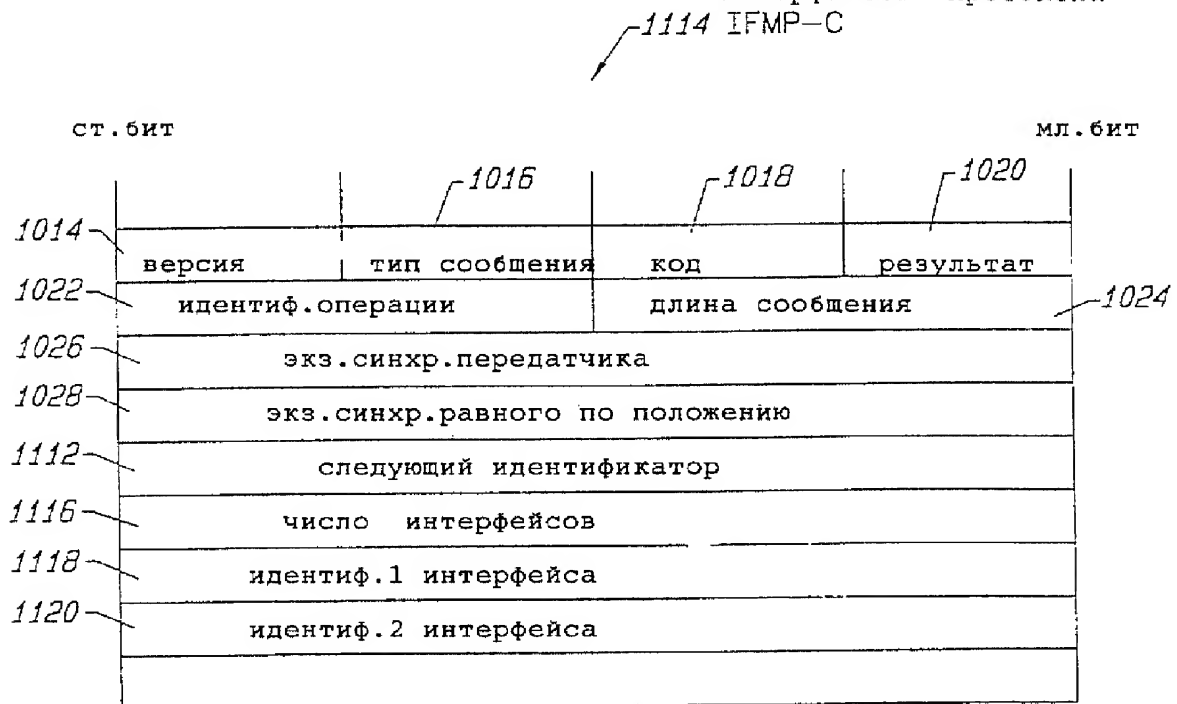 1114 IFMP-C
ст.бит мл.бит
1016 1018 1020
1014
версия тип сообщения код результат
1022 идентиф.операции длина сообщения 1024
1026 экз.синхр.передатчика
1028 экз.синхр.равного по положению
1112 следующий идентификатор
1116 число интерфейсов
1118 идентиф.1 интерфейса
1120 идентиф.2 интерфейса